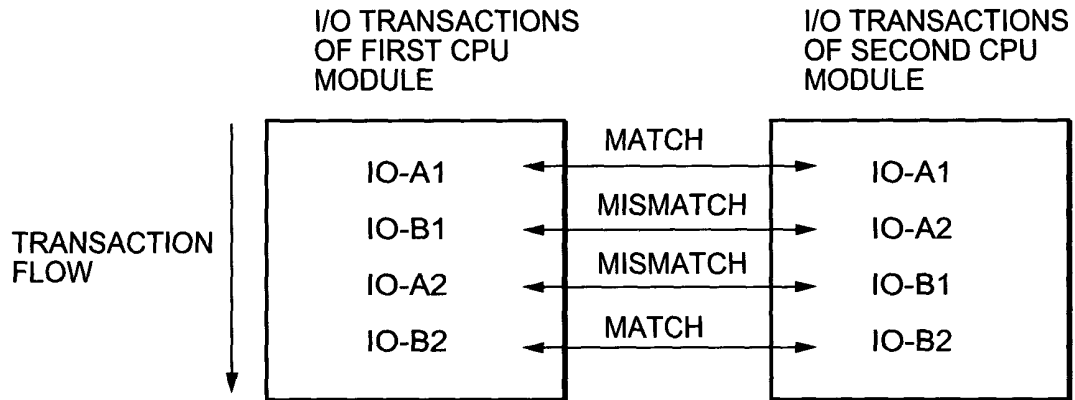 I/O TRANSACTIONS
OF FIRST CPU
MODULE
I/O TRANSACTIONS
OF SECOND CPU
MODULE
TRANSACTION
FLOW
IO-A1
MATCH
IO-A1
IO-B1
MISMATCH
IO-A2
IO-A2
MISMATCH
IO-B1
IO-B2
MATCH
IO-B2